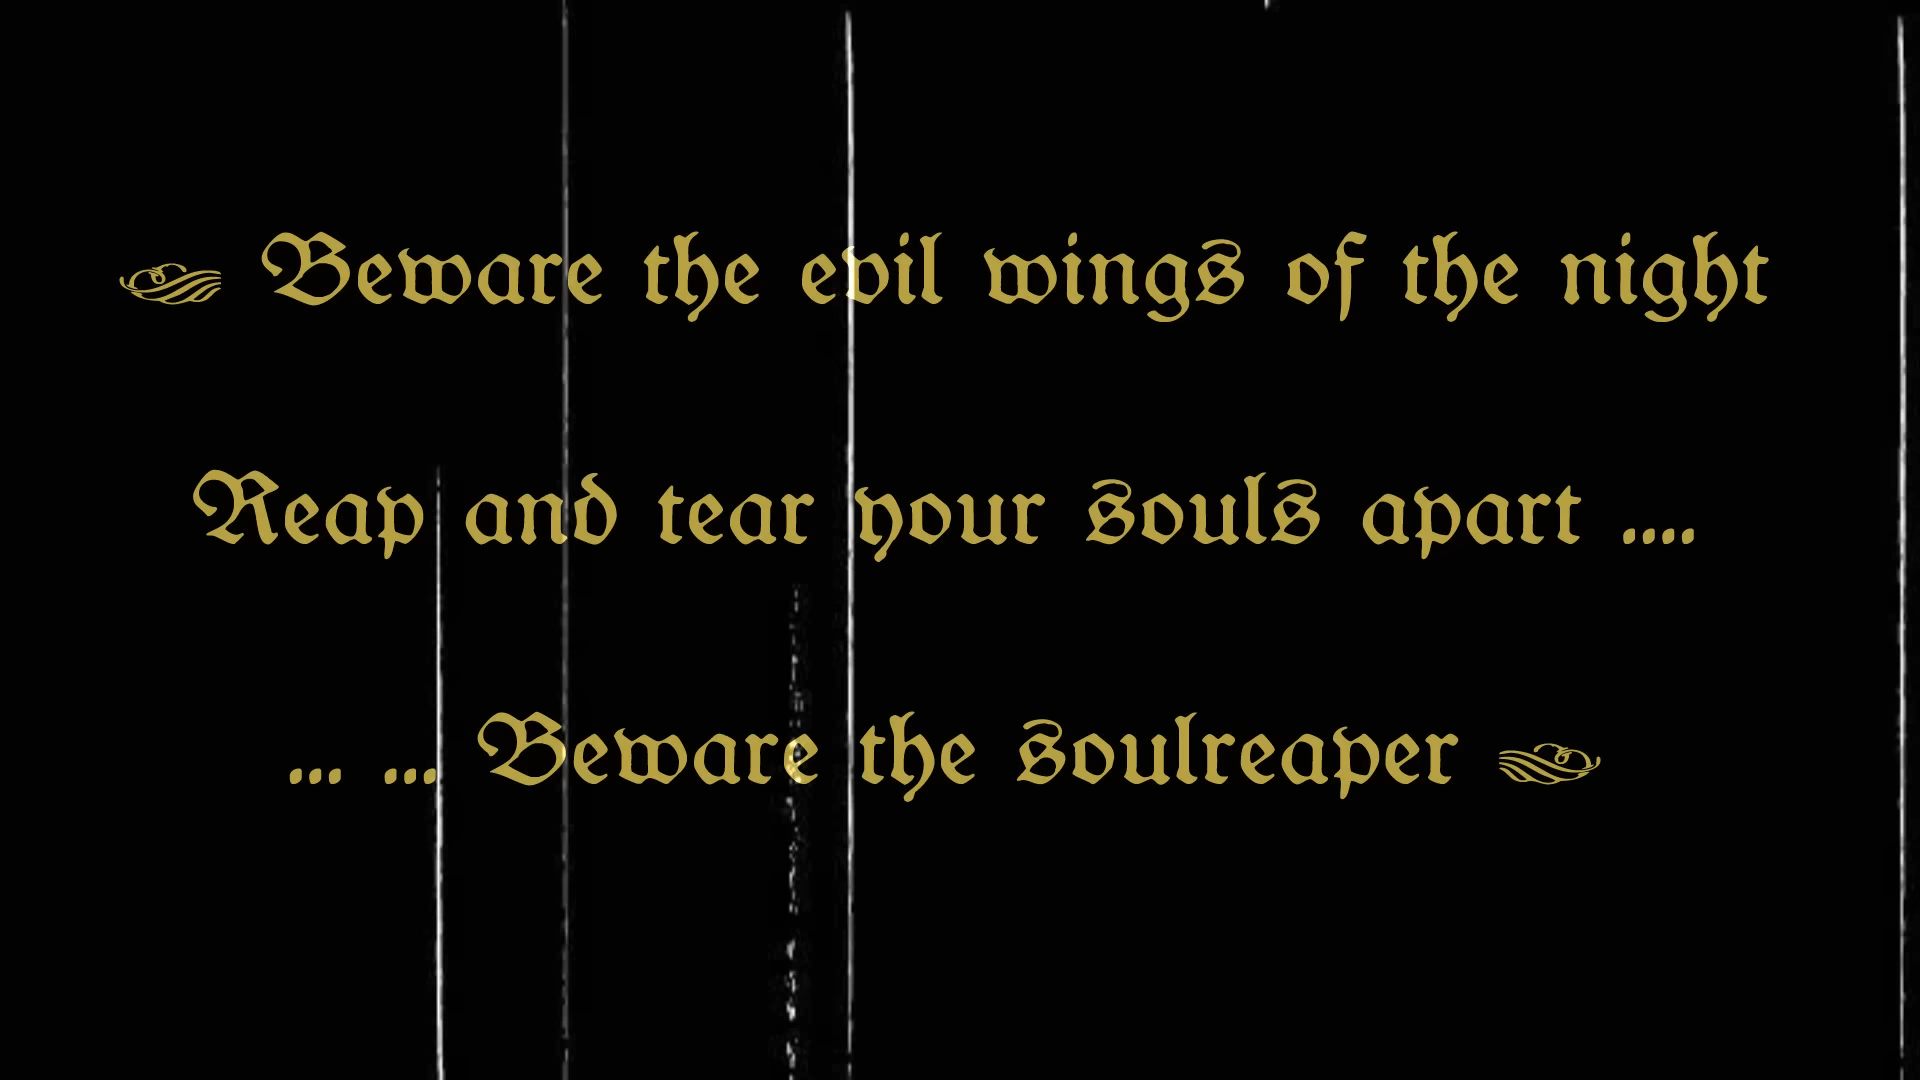 Beware the evil wings of the night
Reap and tear your souls apart ....
... ... Beware the soulreaper